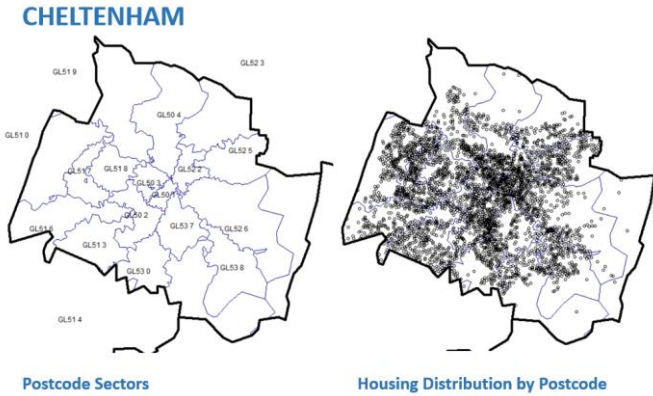 CHELTENHAM
GL51 9
GL52 3
GL50 4
GL51 0
GL52 5
GL51 8
GL52 2
GL51 7
GL50 3
GL50 2
GL53 7
GL52 6
GL51 6
GL51 3
GL53 0
GL53 8
GL51 4
Postcode Sectors
Housing Distribution by Postcode